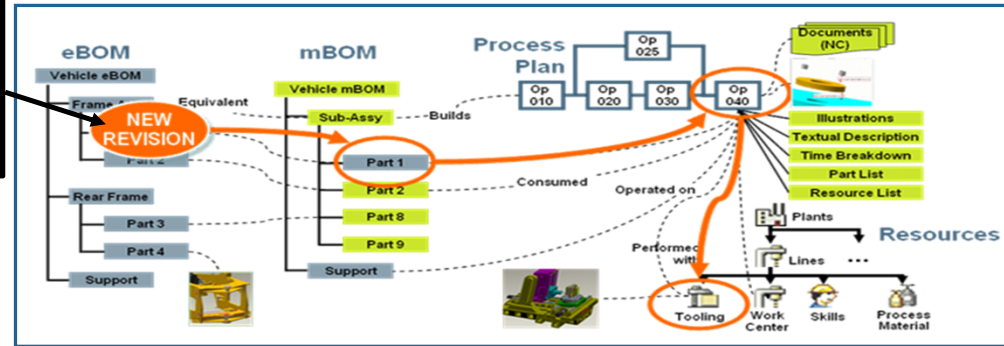 eBOM
Vehicle eBOM
Frame
NEW
REVISION
Part 2
Rear Frame
Part 3
Part 4
Support
Equivalent
mBOM
Vehicle mBOM
Sub-Assy
Part 1
Part 2
Part 8
Part 9
Support
Builds
Consumed
Operated on
Performed
with
Process
Plan
Op
010
Op
020
Op
025
Op
030
Op
040
Documents
(NC)
Illustrations
Textual Description
Time Breakdown
Part List
Resource List
Plants
Resources
Lines
...
Tooling
Work
Center
Skills
Process
Material